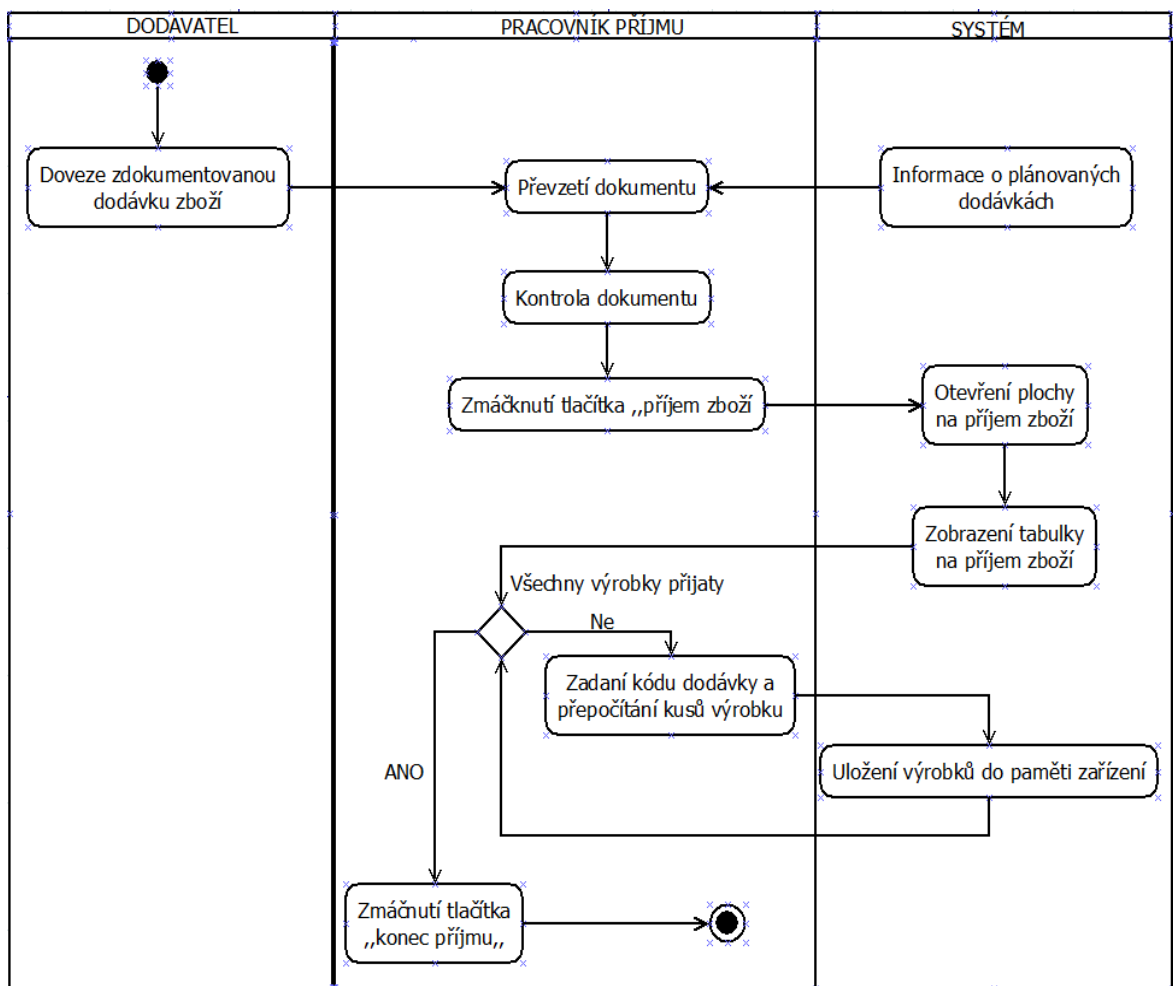 DODAVATEL
PRACOVNÍK PŘÍJMU
SYSTÉM
Doveze zdokumentovanou
dodávku zboží
Převzetí dokumentu
Informace o plánovaných
dodávkách
Kontrola dokumentu
Zmáčknutí tlačítka ,,příjem zboží
Otevření plochy
na příjem zboží
Zobrazení tabulky
na příjem zboží
Všechny výrobky přijaty
Ne
Zadaní kódu dodávky a
přepočítání kusů výrobku
ANO
Uložení výrobků do paměti zařízení
Zmáčnutí tlačítka
,,konec příjmu,,